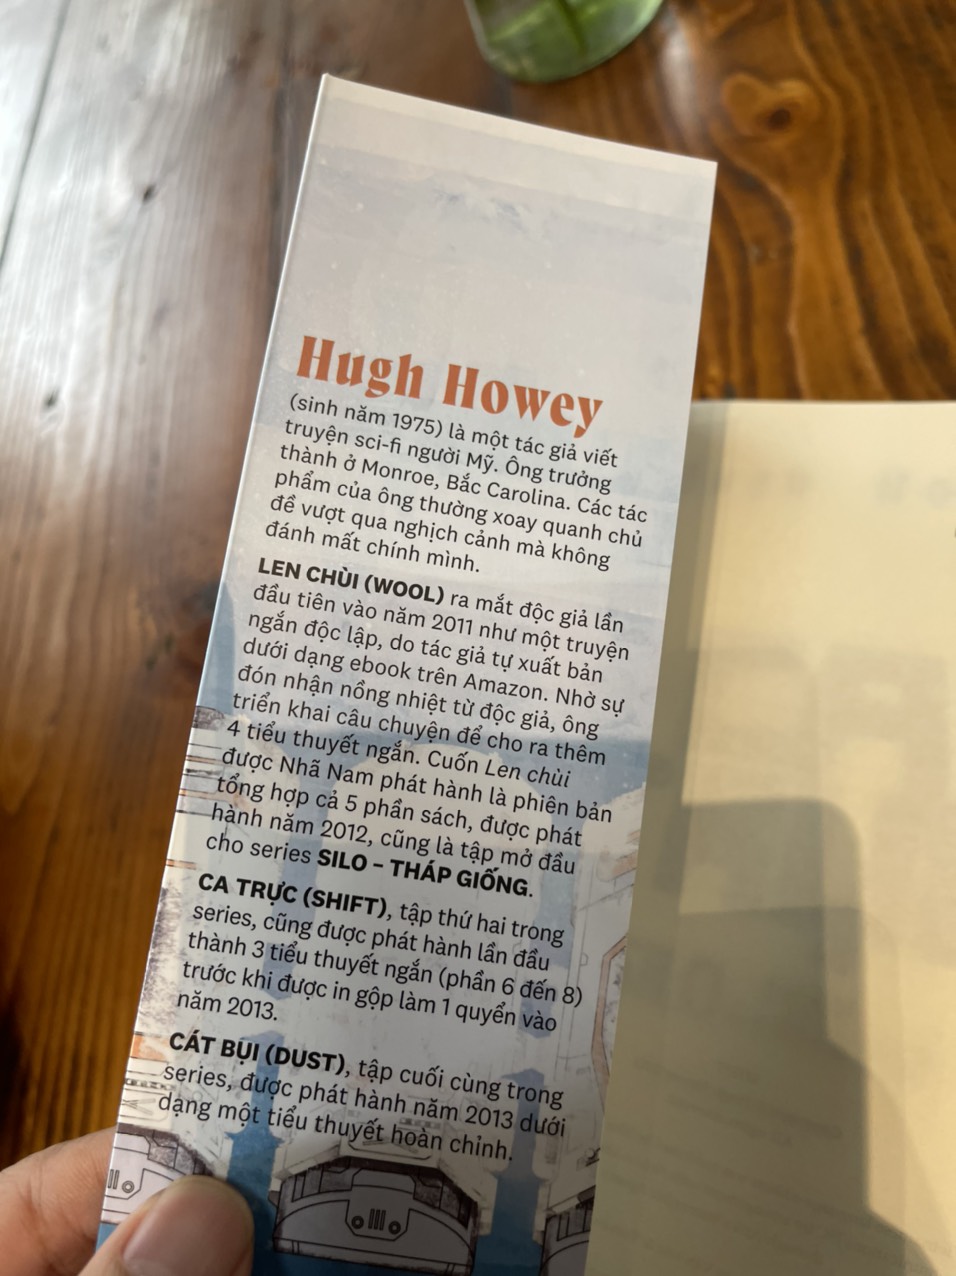 Hugh Howey
(sinh năm 1975) là một tác giả viết
truyện sci-fi người Mỹ. Ông trưởng
thành ở Monroe, Bắc Carolina. Các tác
phẩm của ông thường xoay quanh chủ
đề vượt qua nghịch cảnh mà không
đánh mất chính mình.
LEN CHÙI (WOOL) ra mắt độc giả lần
đầu tiên vào năm 2011 như một truyện
ngắn độc lập, do tác giả tự xuất bản
dưới dạng ebook trên Amazon. Nhờ sự
đón nhận nồng nhiệt từ độc giả, ông
triển khai câu chuyện để cho ra thêm
4 tiểu thuyết ngắn. Cuốn Len chùi
được Nhã Nam phát hành là phiên bản
tổng hợp cả 5 phần sách, được phát
hành năm 2012, cũng là tập mở đầu
cho series SILO – THÁP GIỐNG.
CA TRỰC (SHIFT), tập thứ hai trong
series, cũng được phát hành lần đầu
thành 3 tiểu thuyết ngắn (phần 6 đến 8)
trước khi được in gộp làm 1 quyển vào
năm 2013.
CÁT BỤI (DUST), tập cuối cùng trong
series, được phát hành năm 2013 dưới
dạng một tiểu thuyết hoàn chỉnh.